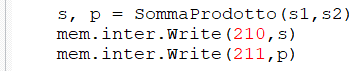 s, p = SommaProdotto(s1,s2)
mem.inter.Write(210,s)
mem.inter.Write(211,p)